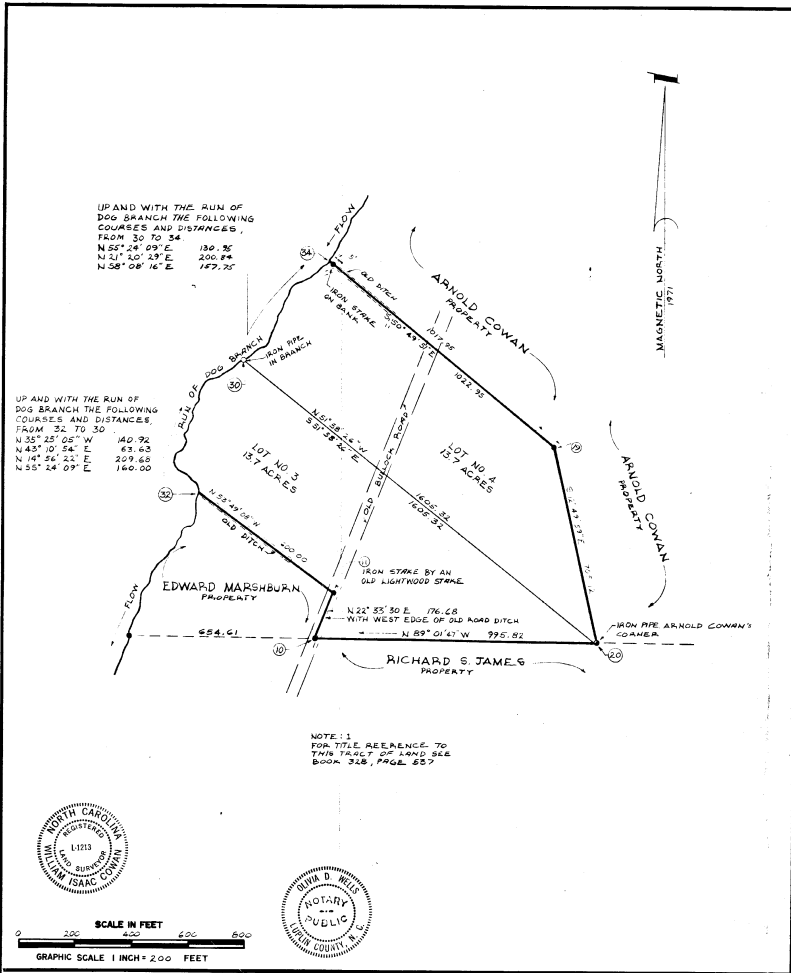 MAGNETIC NORTH
1971
UP AND WITH THE RUN OF
DOG BRANCH THE FOLLOWING
COURSES AND DISTANCES,
FROM 30 TO 34.
N 55° 24' 09" E 130.95
N 21° 20' 29" E 200.84
N 58° 08' 16" E 157.75
FLOW
34
5'
OLD DITCH
IRON STAKE
ON BANK
S 50° 49' 51" E
1017.95
1022.95
ARNOLD COWAN
PROPERTY
RUN OF DOG BRANCH
IRON PIPE
IN BRANCH
30
UP AND WITH THE RUN OF
DOG BRANCH THE FOLLOWING
COURSES AND DISTANCES,
FROM 32 TO 30
N 35° 25' 05" W 140.92
N 43° 10' 54" E 63.63
N 14° 56' 22" E 209.68
N 55° 24' 09" E 160.00
N 51° 58' 26" W
S 51° 58' 26" E
1605.32
1605.32
LOT NO. 3
13.7 ACRES
OLD BULLOCK ROAD
LOT NO. 4
13.7 ACRES
19
ARNOLD COWAN
PROPERTY
32
OLD DITCH
IRON STAKE BY AN
OLD LIGHTWOOD STAKE
EDWARD MARSHBURN
PROPERTY
N 22° 33' 30 E 176.68
WITH WEST EDGE OF OLD ROAD DITCH
FLOW
654.61
10
N 89° 01' 47" W 995.82
IRON PIPE ARNOLD COWAN'S
CORNER
20
RICHARD S. JAMES
PROPERTY
NOTE: 1
FOR TITLE REERENCE TO
THIS TRACT OF LAND SEE
BOOK 328, PAGE 537
NORTH CAROLINA
REGISTERED
L-1213
LAND SURVEYOR
WILLIAM ISAAC COWAN
OLIVIA D. WELLS
NOTARY
PUBLIC
COUNTY, N. C.
SCALE IN FEET
0 200 400 600 800
GRAPHIC SCALE 1 INCH = 200 FEET